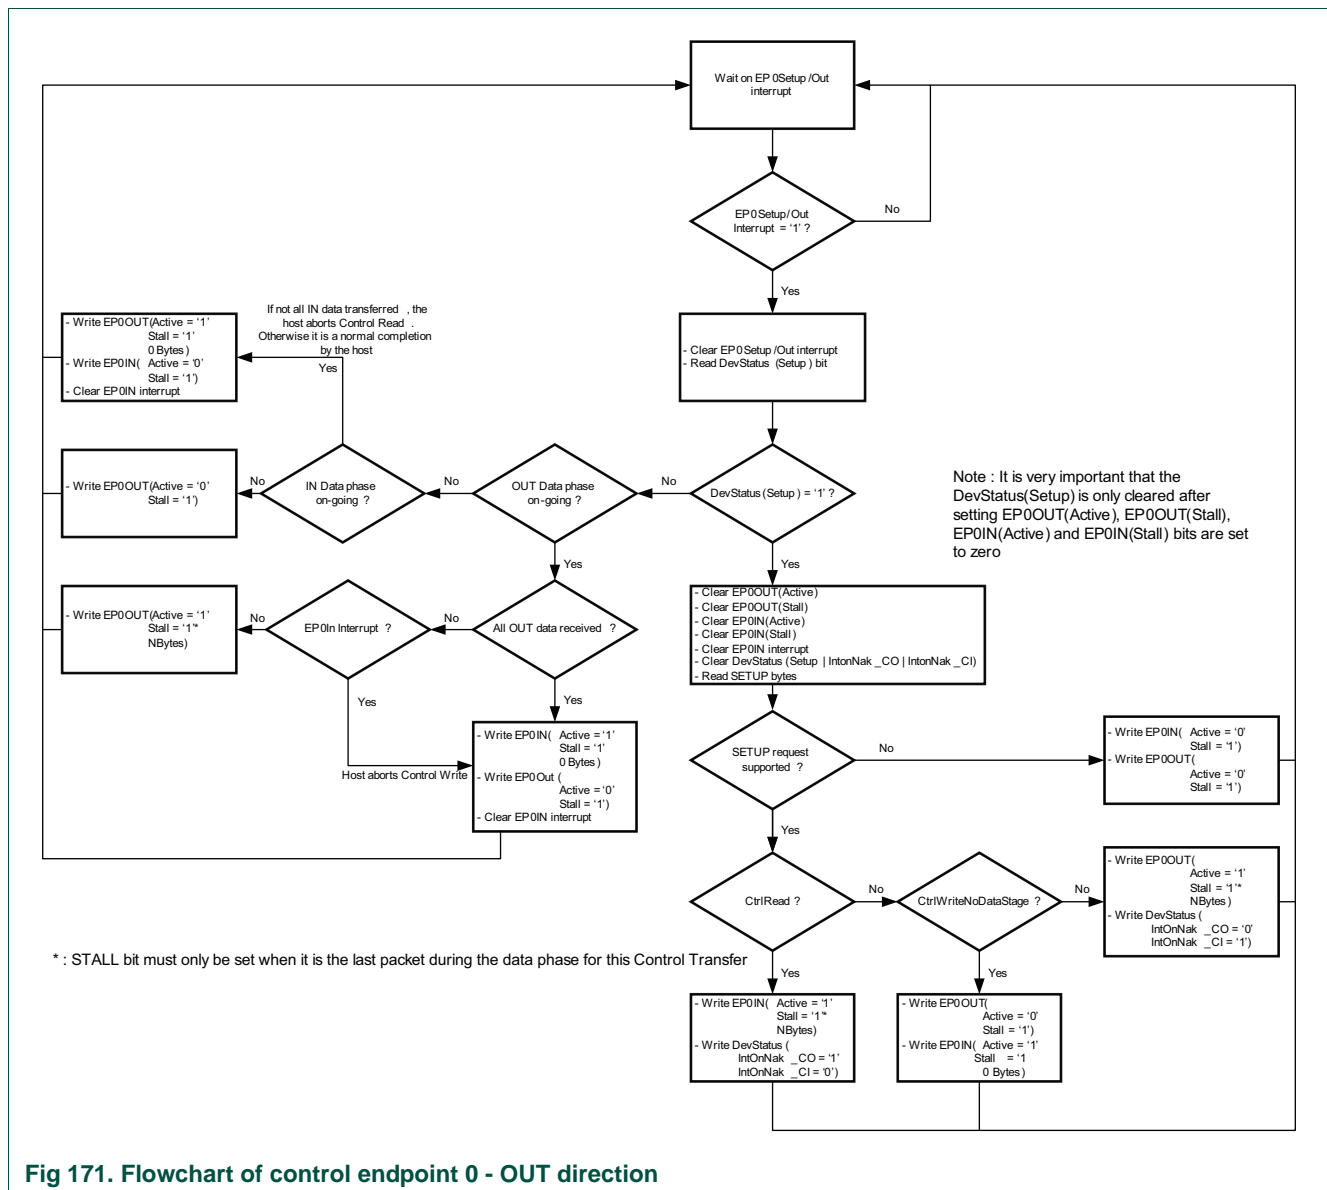 Wait on EP0Setup/Out
interrupt
EP0Setup/Out
Interrupt = '1' ?
No
Yes
- Clear EP0Setup/Out interrupt
- Read DevStatus (Setup) bit
If not all IN data transferred , the
host aborts Control Read .
Otherwise it is a normal completion
by the host
Yes
- Write EP0OUT(Active = '1'
Stall = '1'
0 Bytes)
- Write EP0IN( Active = '0'
Stall = '1')
- Clear EP0IN interrupt
DevStatus(Setup) = '1' ?
No
OUT Data phase
on-going ?
No
IN Data phase
on-going ?
No
- Write EP0OUT(Active = '0'
Stall = '1')
Note : It is very important that the
DevStatus(Setup) is only cleared after
setting EP0OUT(Active), EP0OUT(Stall),
EP0IN(Active) and EP0IN(Stall) bits are set
to zero
Yes
Yes
- Clear EP0OUT(Active)
- Clear EP0OUT(Stall)
- Clear EP0IN(Active)
- Clear EP0IN(Stall)
- Clear EP0IN interrupt
- Clear DevStatus (Setup | IntonNak _CO | IntonNak _CI)
- Read SETUP bytes
All OUT data received ?
No
EP0In Interrupt ?
No
- Write EP0OUT(Active = '1'
Stall = '1'*
NBytes)
Yes
Yes
Host aborts Control Write
- Write EP0IN( Active = '1'
Stall = '1'
0 Bytes)
- Write EP0Out (
Active = '0'
Stall = '1')
- Clear EP0IN interrupt
SETUP request
supported ?
No
- Write EP0IN( Active = '0'
Stall = '1')
- Write EP0OUT(
Active = '0'
Stall = '1')
Yes
CtrlRead ?
No
CtrlWriteNoDataStage ?
No
- Write EP0OUT(
Active = '1'
Stall = '1'*
NBytes)
- Write DevStatus (
IntOnNak _CO = '0'
IntOnNak _CI = '1')
* : STALL bit must only be set when it is the last packet during the data phase for this Control Transfer
Yes
Yes
- Write EP0IN( Active = '1'
Stall = '1'*
NBytes)
- Write DevStatus (
IntOnNak _CO = '1'
IntOnNak _CI = '0')
- Write EP0OUT(
Active = '0'
Stall = '1')
- Write EP0IN( Active = '1'
Stall = '1
0 Bytes)
Fig 171. Flowchart of control endpoint 0 - OUT direction